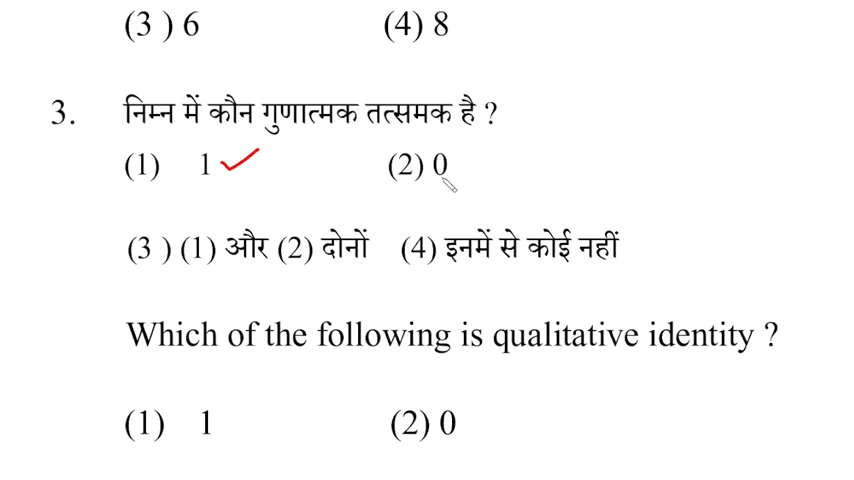 (3 ) 6 (4) 8
3. निम्न में कौन गुणात्मक तत्समक है ?
(1) 1 (2) 0
(3 ) (1) और (2) दोनों (4) इनमें से कोई नहीं
Which of the following is qualitative identity ?
(1) 1 (2) 0